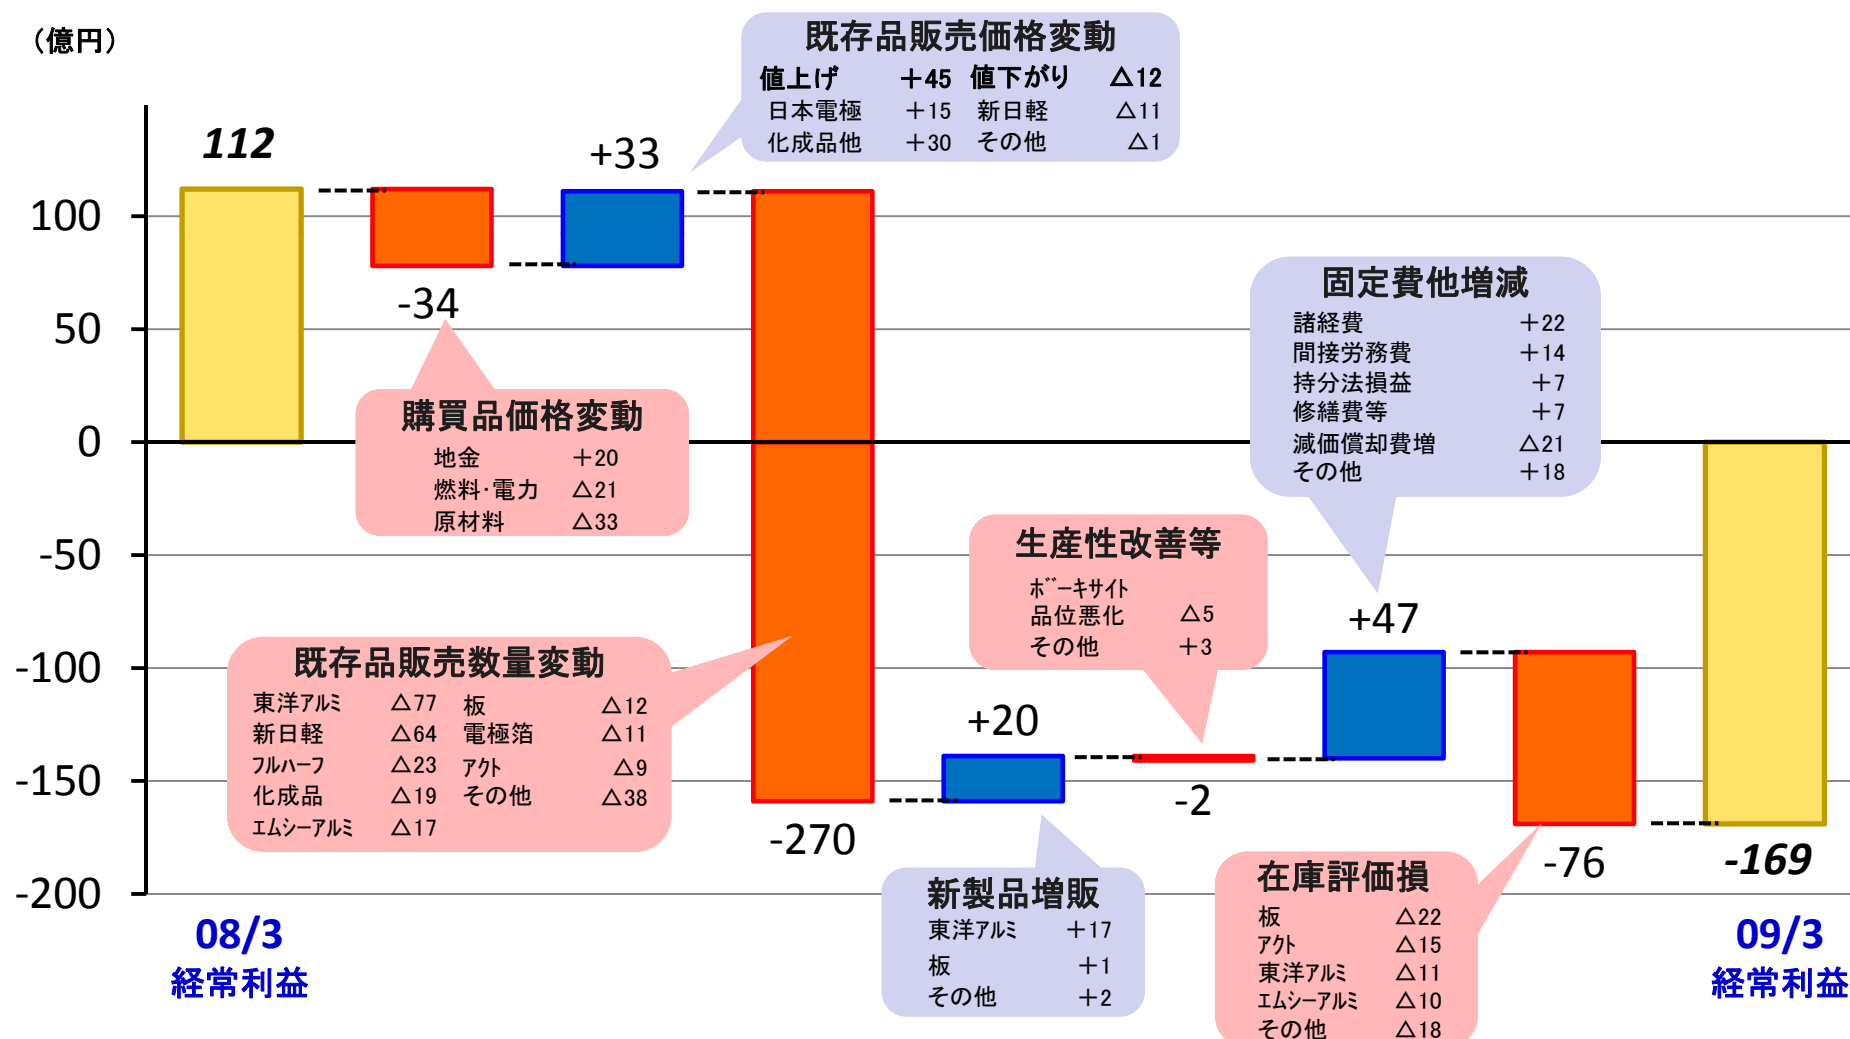 （億円）
既存品販売価格変動
値上げ ＋45 値下がり △12
日本電極 ＋15 新日軽 △11
化成品他 ＋30 その他 △1
112
+33
-34
100
50
0
-50
-100
-150
-200
購買品価格変動
地金 ＋20
燃料･電力 △21
原材料 △33
固定費他増減
諸経費 ＋22
間接労務費 ＋14
持分法損益 ＋7
修繕費等 ＋7
減価償却費増 △21
その他 ＋18
生産性改善等
ﾎﾞｰｷｻｲﾄ
品位悪化 △5
その他 ＋3
+47
既存品販売数量変動
東洋ｱﾙﾐ △77 板 △12
新日軽 △64 電極箔 △11
ﾌﾙﾊｰﾌ △23 ｱｸﾄ △9
化成品 △19 その他 △38
ｴﾑｼｰｱﾙﾐ △17
+20
-2
-270
-76
-169
新製品増販
東洋ｱﾙﾐ ＋17
板 ＋1
その他 ＋2
在庫評価損
板 △22
ｱｸﾄ △15
東洋ｱﾙﾐ △11
ｴﾑｼｰｱﾙﾐ △10
その他 △18
08/3
経常利益
09/3
経常利益